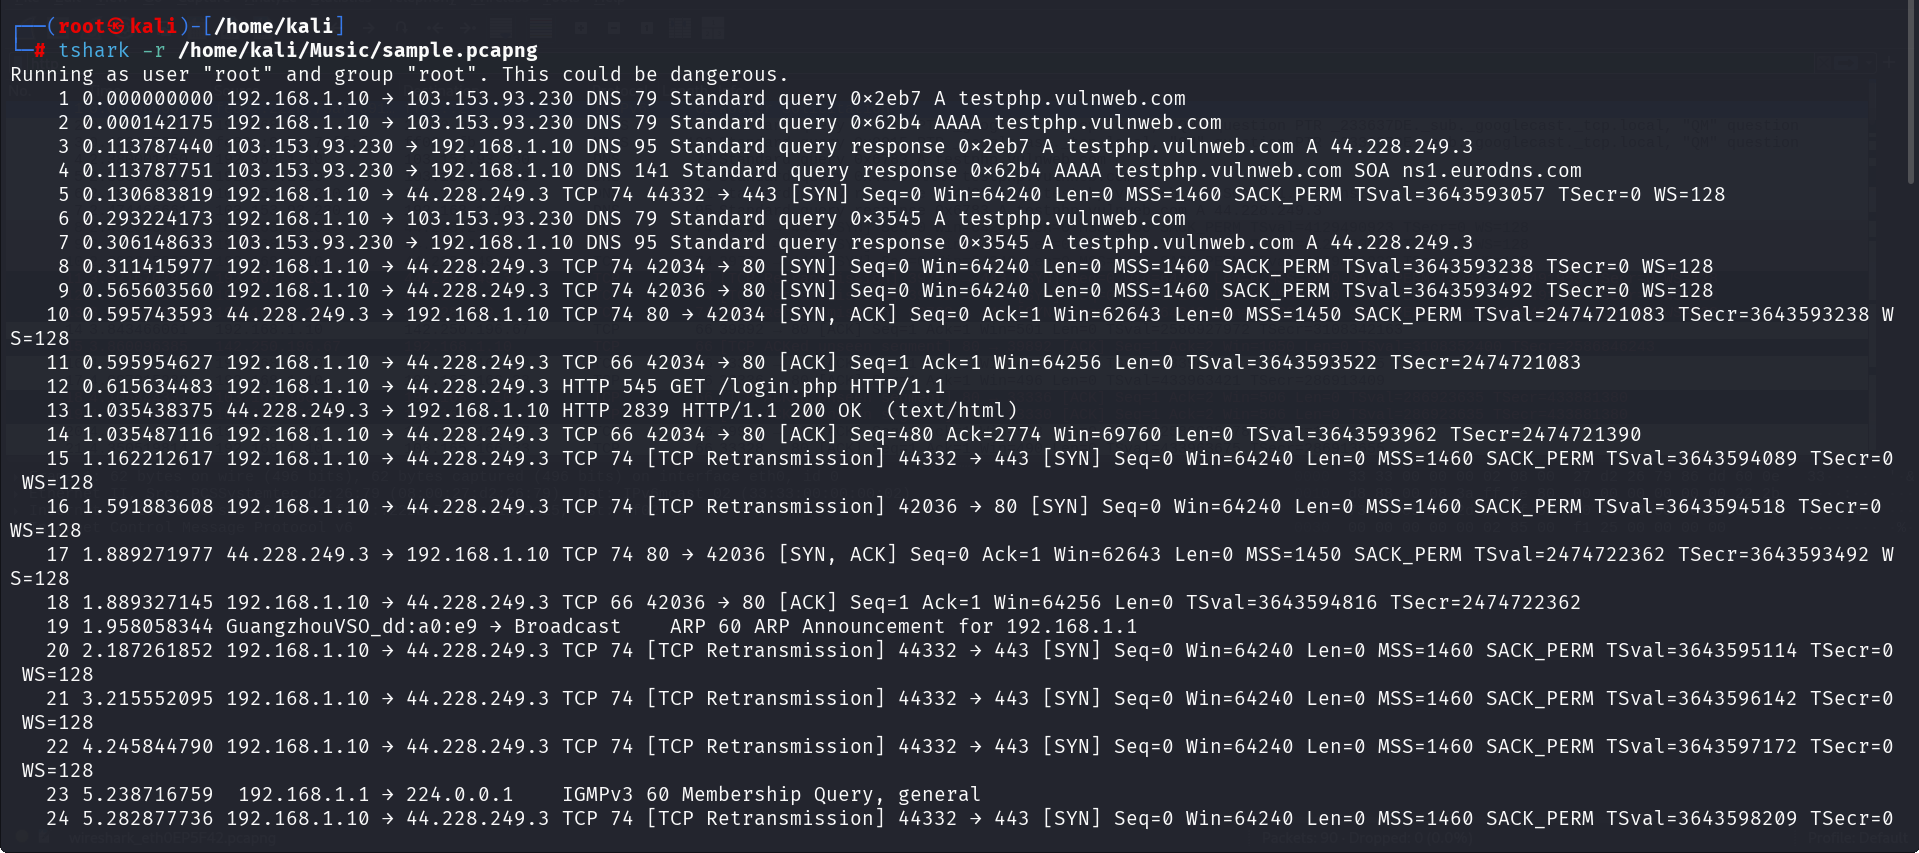 ┌──(root㉿kali)-[/home/kali]
└─# tshark -r /home/kali/Music/sample.pcapng
Running as user "root" and group "root". This could be dangerous.
    1 0.000000000 192.168.1.10 → 103.153.93.230 DNS 79 Standard query 0×2eb7 A testphp.vulnweb.com
    2 0.000142175 192.168.1.10 → 103.153.93.230 DNS 79 Standard query 0×62b4 AAAA testphp.vulnweb.com
    3 0.113787440 103.153.93.230 → 192.168.1.10 DNS 95 Standard query response 0×2eb7 A testphp.vulnweb.com A 44.228.249.3
    4 0.113787751 103.153.93.230 → 192.168.1.10 DNS 141 Standard query response 0×62b4 AAAA testphp.vulnweb.com SOA ns1.eurodns.com
    5 0.130683819 192.168.1.10 → 44.228.249.3 TCP 74 44332 → 443 [SYN] Seq=0 Win=64240 Len=0 MSS=1460 SACK_PERM TSval=3643593057 TSecr=0 WS=128
    6 0.293224173 192.168.1.10 → 103.153.93.230 DNS 79 Standard query 0×3545 A testphp.vulnweb.com
    7 0.306148633 103.153.93.230 → 192.168.1.10 DNS 95 Standard query response 0×3545 A testphp.vulnweb.com A 44.228.249.3
    8 0.311415977 192.168.1.10 → 44.228.249.3 TCP 74 42034 → 80 [SYN] Seq=0 Win=64240 Len=0 MSS=1460 SACK_PERM TSval=3643593238 TSecr=0 WS=128
    9 0.565603560 192.168.1.10 → 44.228.249.3 TCP 74 42036 → 80 [SYN] Seq=0 Win=64240 Len=0 MSS=1460 SACK_PERM TSval=3643593492 TSecr=0 WS=128
   10 0.595743593 44.228.249.3 → 192.168.1.10 TCP 74 80 → 42034 [SYN, ACK] Seq=0 Ack=1 Win=62643 Len=0 MSS=1450 SACK_PERM TSval=2474721083 TSecr=3643593238 W
S=128
   11 0.595954627 192.168.1.10 → 44.228.249.3 TCP 66 42034 → 80 [ACK] Seq=1 Ack=1 Win=64256 Len=0 TSval=3643593522 TSecr=2474721083
   12 0.615634483 192.168.1.10 → 44.228.249.3 HTTP 545 GET /login.php HTTP/1.1
   13 1.035438375 44.228.249.3 → 192.168.1.10 HTTP 2839 HTTP/1.1 200 OK  (text/html)
   14 1.035487116 192.168.1.10 → 44.228.249.3 TCP 66 42034 → 80 [ACK] Seq=480 Ack=2774 Win=69760 Len=0 TSval=3643593962 TSecr=2474721390
   15 1.162212617 192.168.1.10 → 44.228.249.3 TCP 74 [TCP Retransmission] 44332 → 443 [SYN] Seq=0 Win=64240 Len=0 MSS=1460 SACK_PERM TSval=3643594089 TSecr=0
 WS=128
   16 1.591883608 192.168.1.10 → 44.228.249.3 TCP 74 [TCP Retransmission] 42036 → 80 [SYN] Seq=0 Win=64240 Len=0 MSS=1460 SACK_PERM TSval=3643594518 TSecr=0
WS=128
   17 1.889271977 44.228.249.3 → 192.168.1.10 TCP 74 80 → 42036 [SYN, ACK] Seq=0 Ack=1 Win=62643 Len=0 MSS=1450 SACK_PERM TSval=2474722362 TSecr=3643593492 W
S=128
   18 1.889327145 192.168.1.10 → 44.228.249.3 TCP 66 42036 → 80 [ACK] Seq=1 Ack=1 Win=64256 Len=0 TSval=3643594816 TSecr=2474722362
   19 1.958058344 GuangzhouVSO_dd:a0:e9 → Broadcast    ARP 60 ARP Announcement for 192.168.1.1
   20 2.187261852 192.168.1.10 → 44.228.249.3 TCP 74 [TCP Retransmission] 44332 → 443 [SYN] Seq=0 Win=64240 Len=0 MSS=1460 SACK_PERM TSval=3643595114 TSecr=0
 WS=128
   21 3.215552095 192.168.1.10 → 44.228.249.3 TCP 74 [TCP Retransmission] 44332 → 443 [SYN] Seq=0 Win=64240 Len=0 MSS=1460 SACK_PERM TSval=3643596142 TSecr=0
 WS=128
   22 4.245844790 192.168.1.10 → 44.228.249.3 TCP 74 [TCP Retransmission] 44332 → 443 [SYN] Seq=0 Win=64240 Len=0 MSS=1460 SACK_PERM TSval=3643597172 TSecr=0
 WS=128
   23 5.238716759  192.168.1.1 → 224.0.0.1    IGMPv3 60 Membership Query, general
   24 5.282877736 192.168.1.10 → 44.228.249.3 TCP 74 [TCP Retransmission] 44332 → 443 [SYN] Seq=0 Win=64240 Len=0 MSS=1460 SACK_PERM TSval=3643598209 TSecr=0